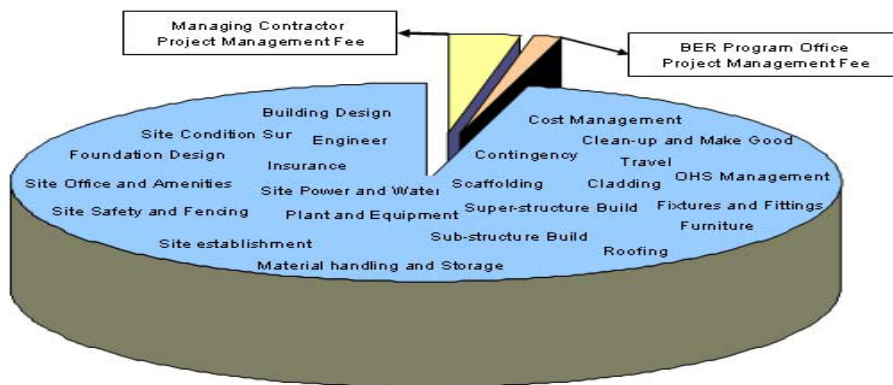 Managing Contractor
Project Management Fee
BER Program Office
Project Management Fee
Building Design
Cost Management
Site Condition Sur
Engineer
Clean-up and Make Good
Foundation Design
Insurance
Contingency
Travel
Site Office and Amenities
Site Power and Water
Scaffolding
Cladding
OHS Management
Site Safety and Fencing
Plant and Equipment
Super-structure Build
Fixtures and Fittings
Furniture
Site establishment
Sub-structure Build
Roofing
Material handling and Storage